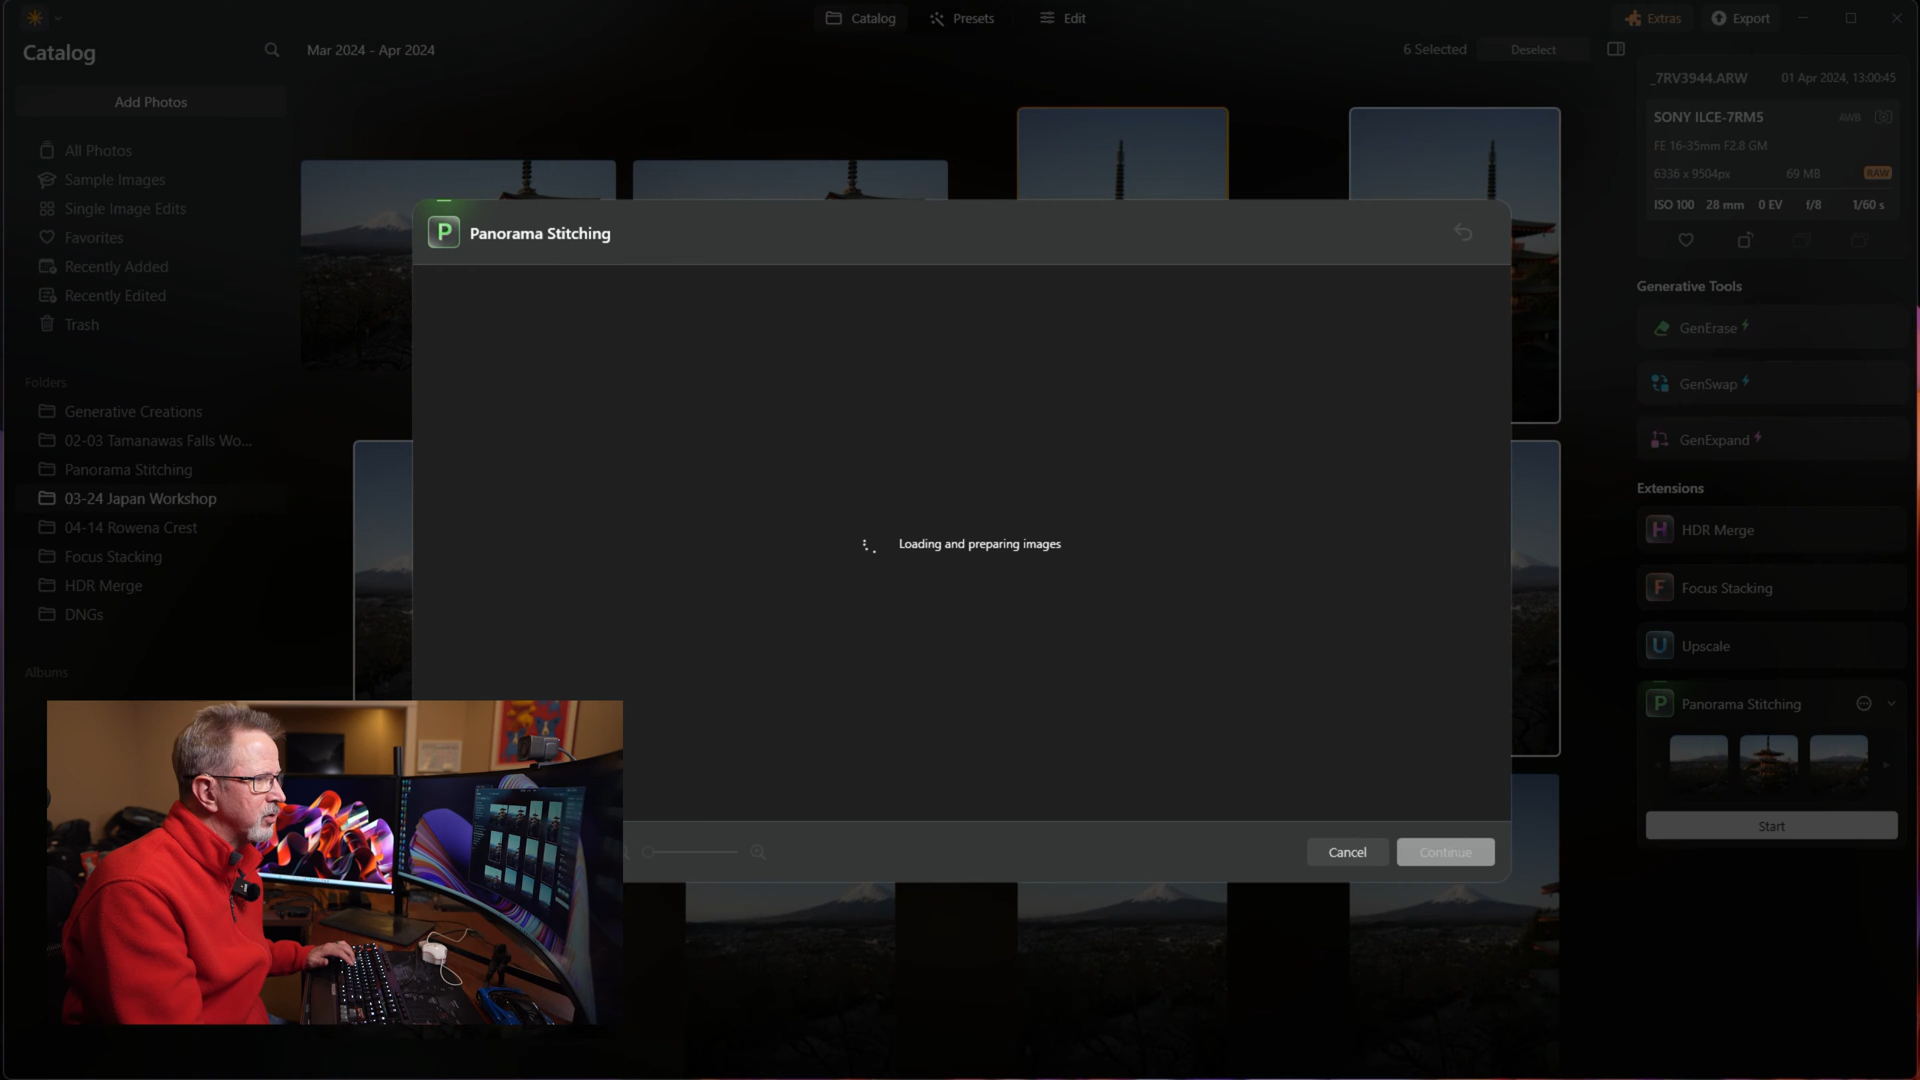 Catalog
Presets
Edit
Extras
Export
Catalog
Mar 2024 - Apr 2024
6 Selected
Deselect
Add Photos
All Photos
Sample Images
Single Image Edits
Favorites
Recently Added
Recently Edited
Trash
Folders
Generative Creations
02-03 Tamanawas Falls Wo...
Panorama Stitching
03-24 Japan Workshop
04-14 Rowena Crest
Focus Stacking
HDR Merge
DNGs
Albums
P Panorama Stitching
Loading and preparing images
Cancel
Continue
_7RV3944.ARW
01 Apr 2024, 13:00:45
SONY ILCE-7RM5
AWB
FE 16-35mm F2.8 GM
6336 x 9504px
69 MB
RAW
ISO 100 28 mm 0 EV f/8 1/60 s
Generative Tools
GenErase
GenSwap
GenExpand
Extensions
H HDR Merge
F Focus Stacking
U Upscale
P Panorama Stitching
Start